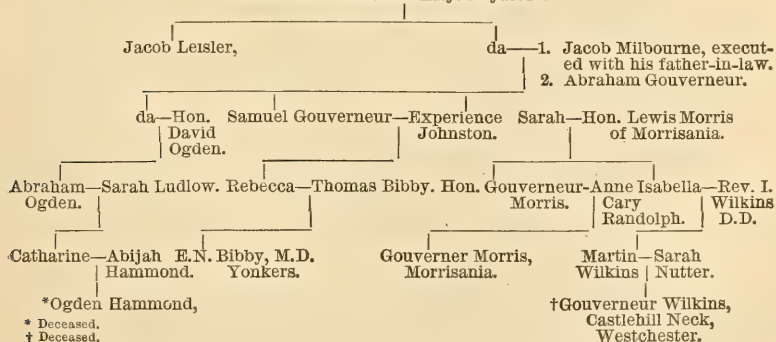 Jacob Leisler, da—1. Jacob Milbourne, execut-
ed with his father-in-law.
2. Abraham Gouverneur.
da—Hon. David Ogden. Samuel Gouverneur—Experience Johnston. Sarah—Hon. Lewis Morris of Morrisania.
Abraham—Sarah Ludlow. Rebecca—Thomas Bibby. Hon. Gouverneur-Anne Isabella—Rev. I.
Ogden. Morris. Cary Wilkins
Randolph. D.D.
Catharine—Abijah E.N. Bibby, M.D. Gouverner Morris, Martin—Sarah
Hammond. Yonkers. Morrisania. Wilkins Nutter.
*Ogden Hammond, †Gouverneur Wilkins,
* Deceased. Castlehill Neck,
† Deceased. Westchester.